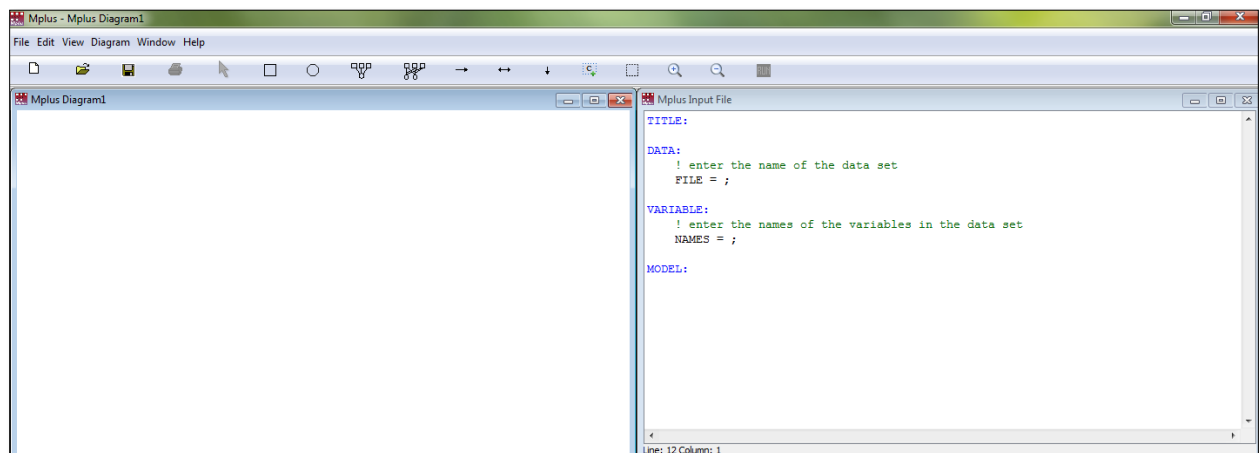 Mplus - Mplus Diagram1
File Edit View Diagram Window Help
C
Mplus Diagram1
Mplus Input File
TITLE:
DATA:
! enter the name of the data set
FILE = ;
VARIABLE:
! enter the names of the variables in the data set
NAMES = ;
MODEL:
Line: 12 Column: 1